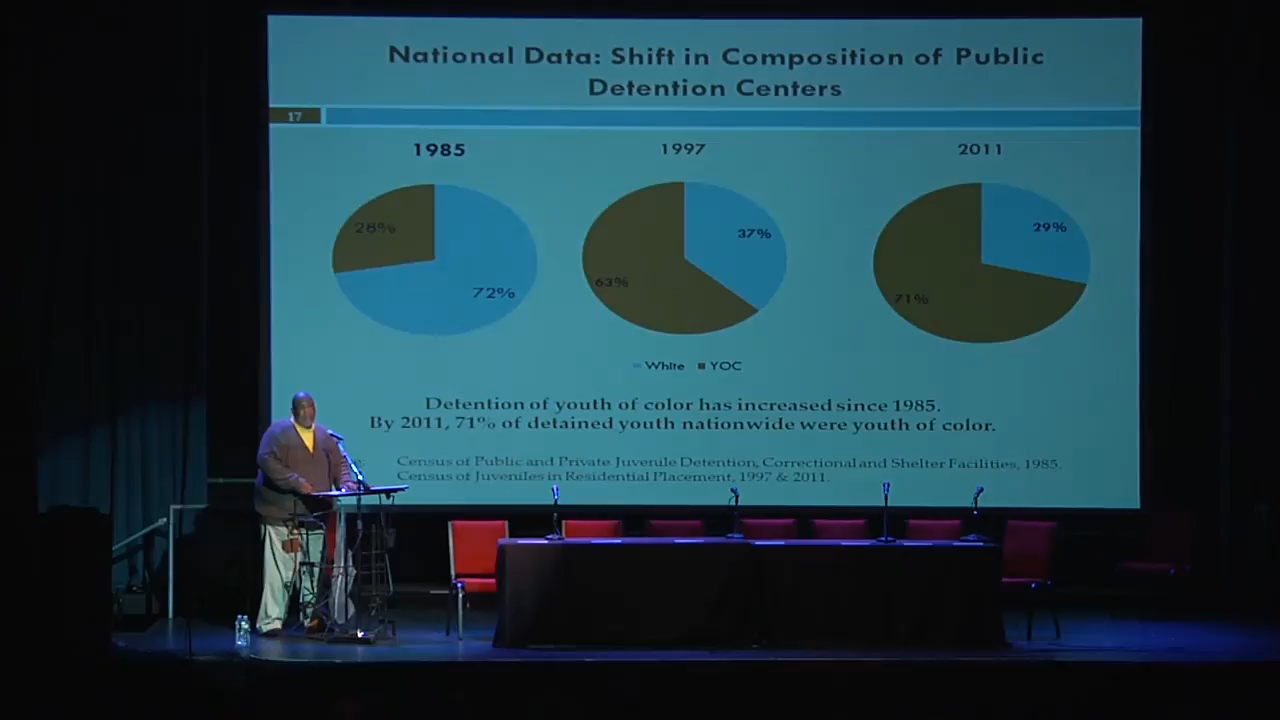 National Data: Shift in Composition of Public
Detention Centers
17
1985
1997
2011
28%
72%
37%
63%
29%
71%
White
YOC
Detention of youth of color has increased since 1985.
By 2011, 71% of detained youth nationwide were youth of color.
Census of Public and Private Juvenile Detention, Correctional and Shelter Facilities, 1985.
Census of Juveniles in Residential Placement, 1997 & 2011.